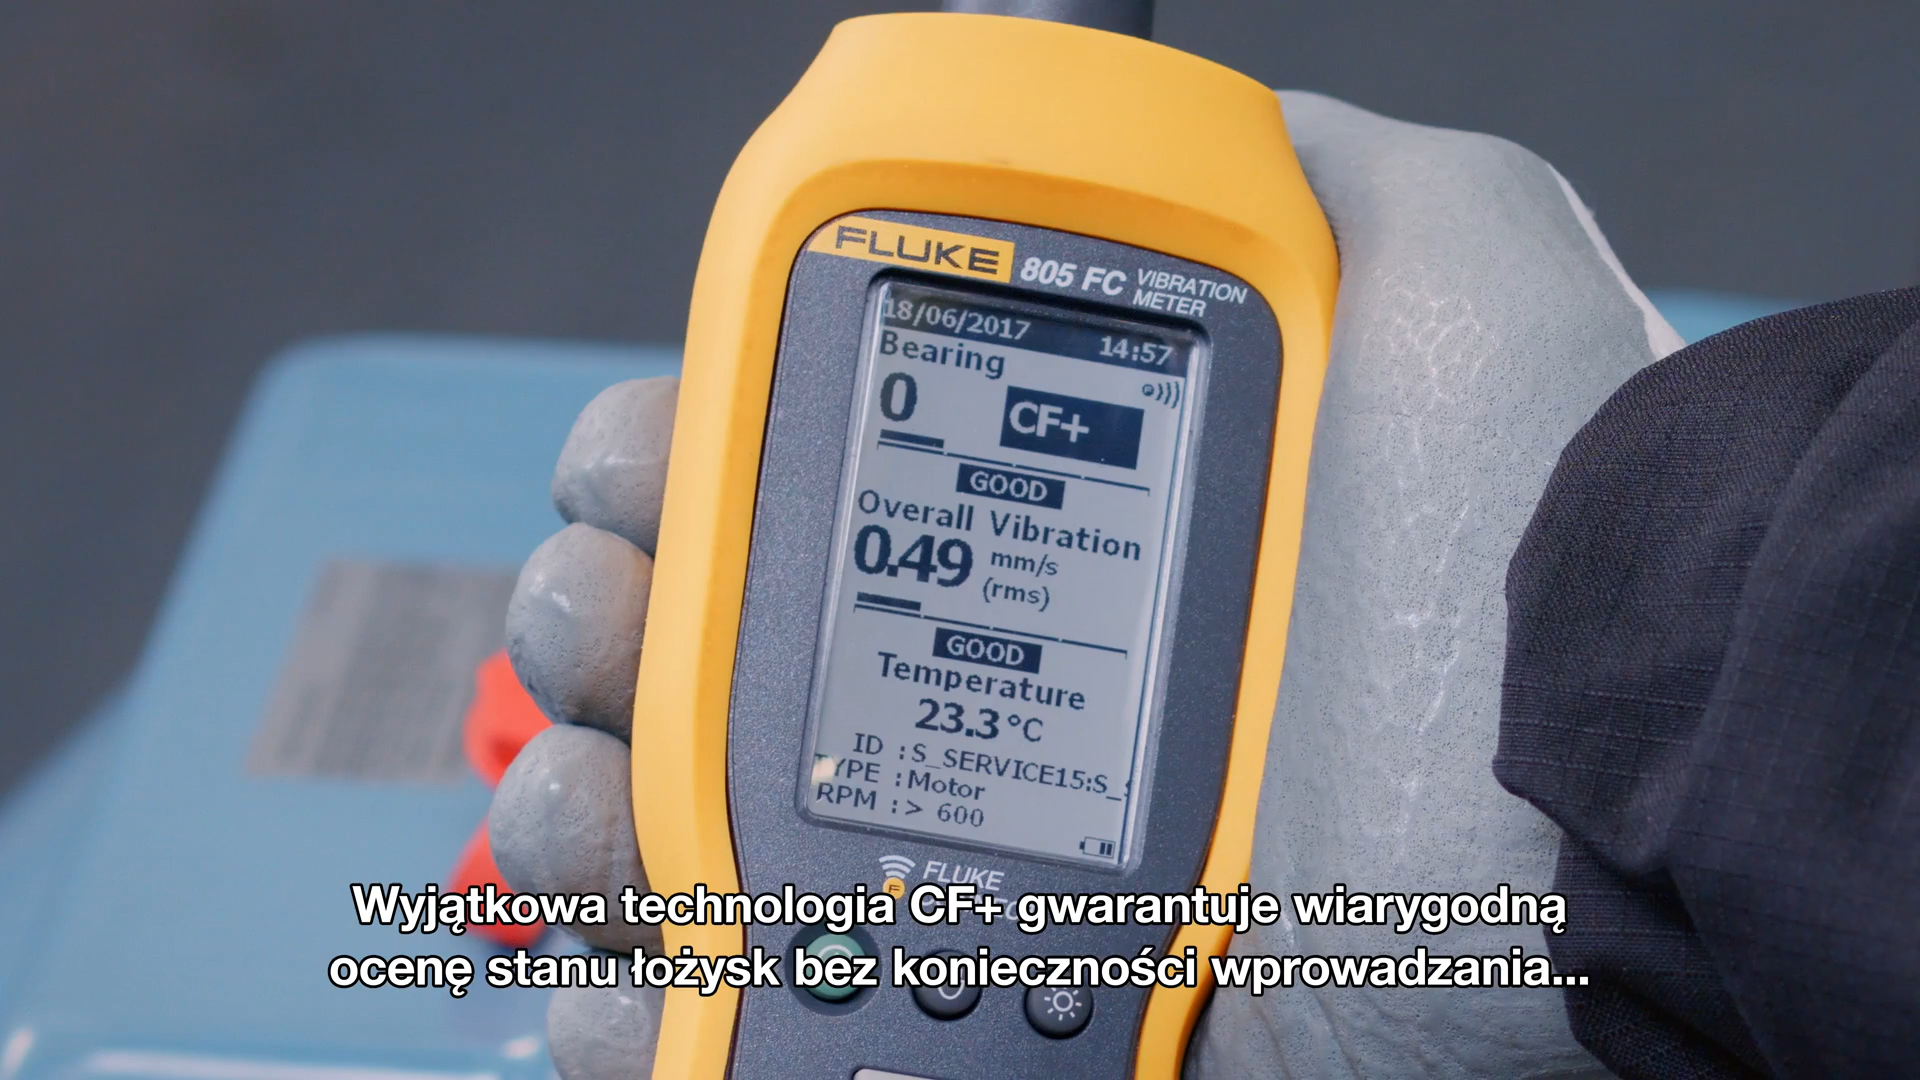 FLUKE 805 FC VIBRATION METER
18/06/2017 14:57
Bearing
0 CF+
GOOD
Overall Vibration
0.49 mm/s
(rms)
GOOD
Temperature
23.3 °C
ID :S_SERVICE15:S_
TYPE :Motor
RPM :> 600
FLUKE
Wyjątkowa technologia CF+ gwarantuje wiarygodną
ocenę stanu łożysk bez konieczności wprowadzania...